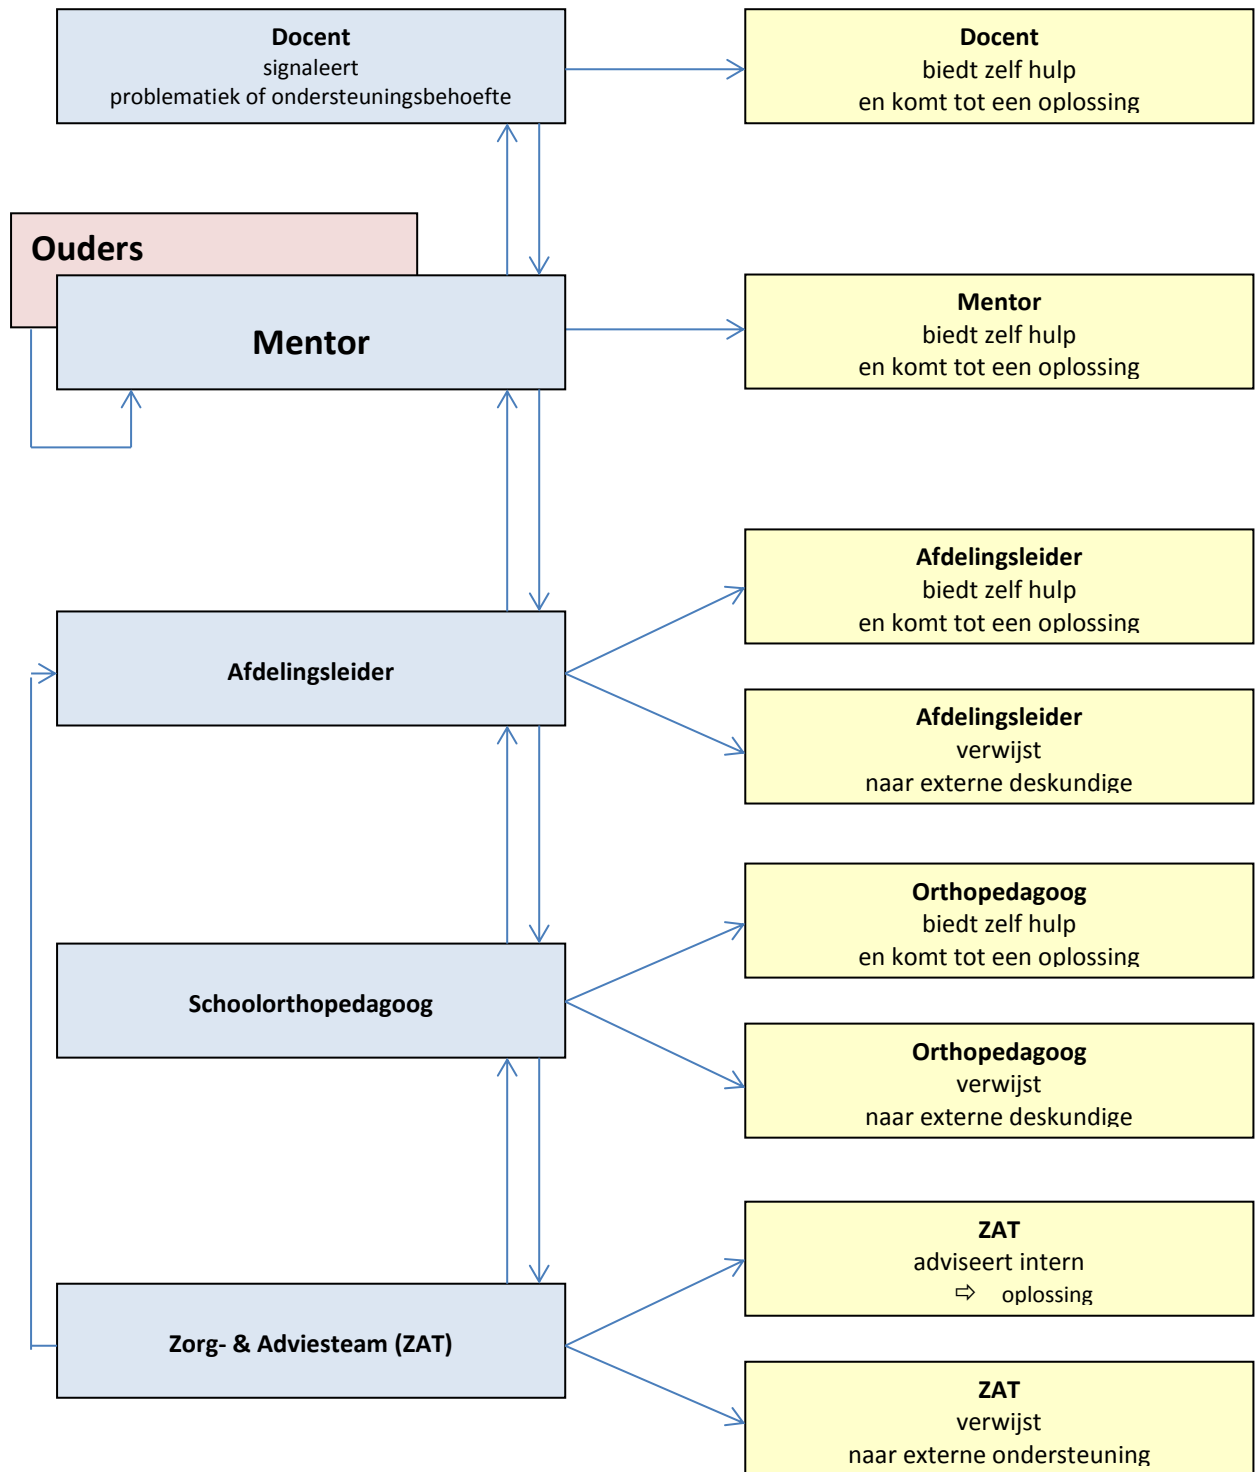 Docent
signaleert
problematiek of ondersteuningsbehoefte
Docent
biedt zelf hulp
en komt tot een oplossing
Ouders
Mentor
Mentor
biedt zelf hulp
en komt tot een oplossing
Afdelingsleider
Afdelingsleider
biedt zelf hulp
en komt tot een oplossing
Afdelingsleider
verwijst
naar externe deskundige
Schoolorthopedagoog
Orthopedagoog
biedt zelf hulp
en komt tot een oplossing
Orthopedagoog
verwijst
naar externe deskundige
Zorg- & Adviesteam (ZAT)
ZAT
adviseert intern
⇨ oplossing
ZAT
verwijst
naar externe ondersteuning